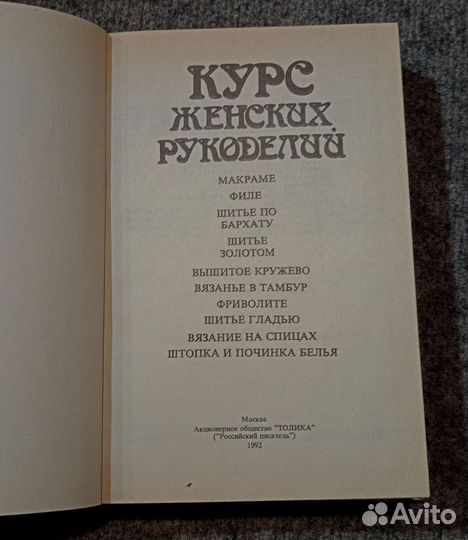 КУРС
ЖЕНСКИХ
РУКОДЕЛИЙ
МАКРАМЕ
ФИЛЕ
ШИТЬЕ ПО
БАРХАТУ
ШИТЬЕ
ЗОЛОТОМ
ВЫШИТОЕ КРУЖЕВО
ВЯЗАНЬЕ В ТАМБУР
ФРИВОЛИТЕ
ШИТЬЕ ГЛАДЬЮ
ВЯЗАНИЕ НА СПИЦАХ
ШТОПКА И ПОЧИНКА БЕЛЬЯ
Москва
Акционерное общество "ТОЛИКА"
("Российский писатель")
1992
Avito